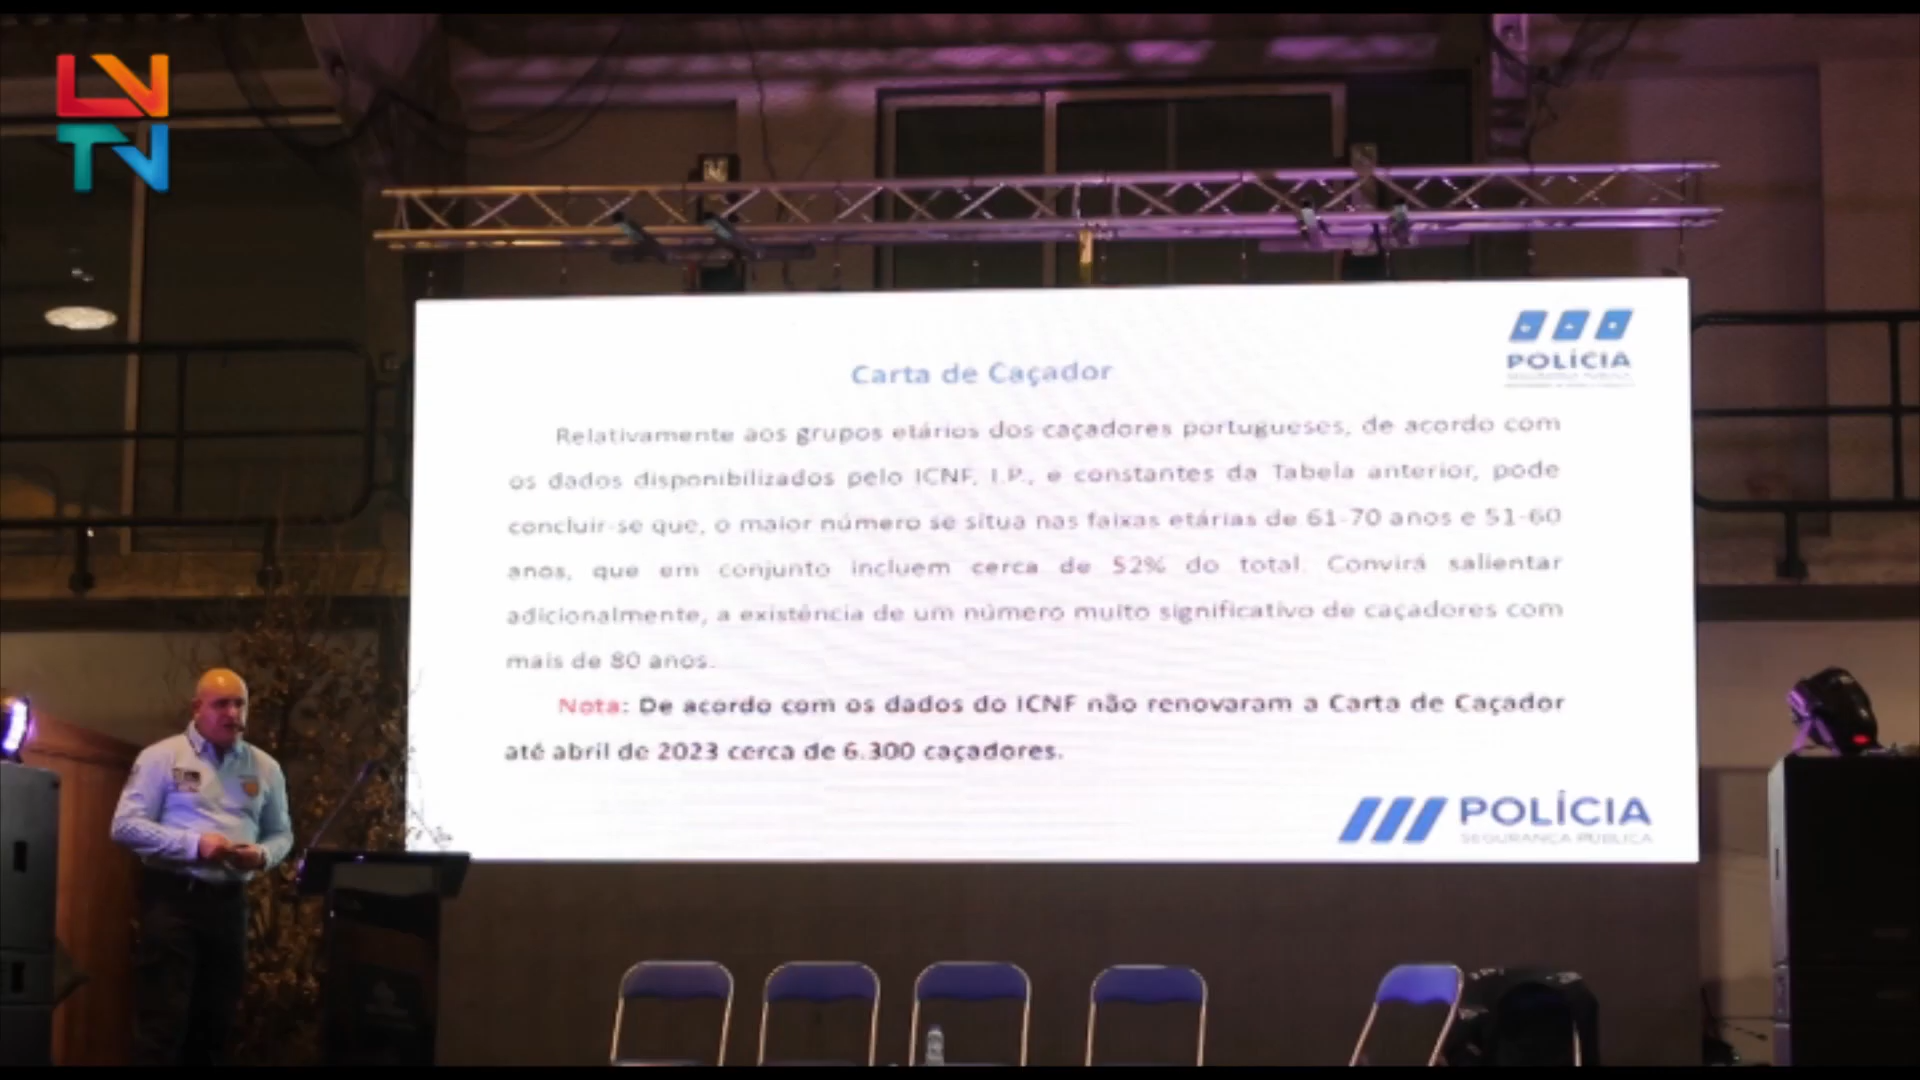 LVTV
POLÍCIA
Carta de Caçador
Relativamente aos grupos etários dos caçadores portugueses, de acordo com
os dados disponibilizados pelo ICNF, I.P., e constantes da Tabela anterior, pode
concluir-se que, o maior número se situa nas faixas etárias de 61-70 anos e 51-60
anos, que em conjunto incluem cerca de 52% do total. Convirá salientar
adicionalmente, a existência de um número muito significativo de caçadores com
mais de 80 anos.
Nota: De acordo com os dados do ICNF não renovaram a Carta de Caçador
até abril de 2023 cerca de 6.300 caçadores.
POLÍCIA
SEGURANÇA PÚBLICA